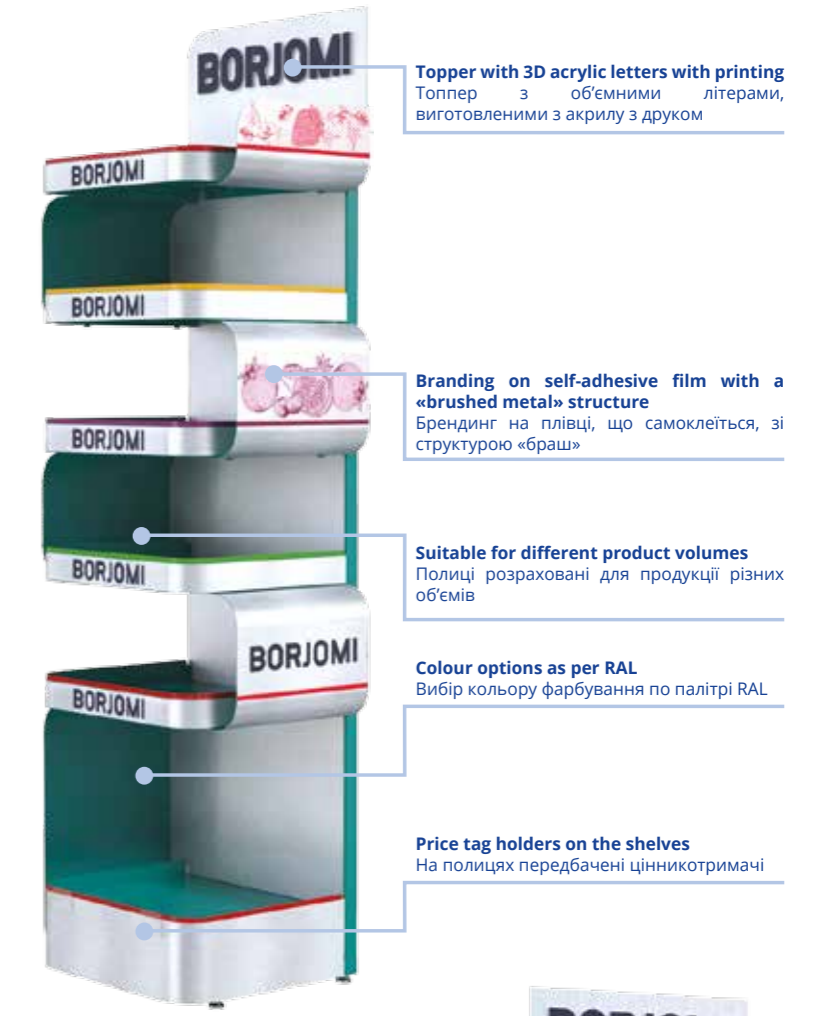 BORJOMI
Topper with 3D acrylic letters with printing
Топпер з об’ємними літерами,
виготовленими з акрилу з друком
BORJOMI
BORJOMI
Branding on self-adhesive film with a
«brushed metal» structure
Брендинг на плівці, що самоклеїться, зі
структурою «браш»
BORJOMI
Suitable for different product volumes
Полиці розраховані для продукції різних
об’ємів
BORJOMI
BORJOMI
Colour options as per RAL
Вибір кольору фарбування по палітрі RAL
BORJOMI
Price tag holders on the shelves
На полицях передбачені цінникотримачі